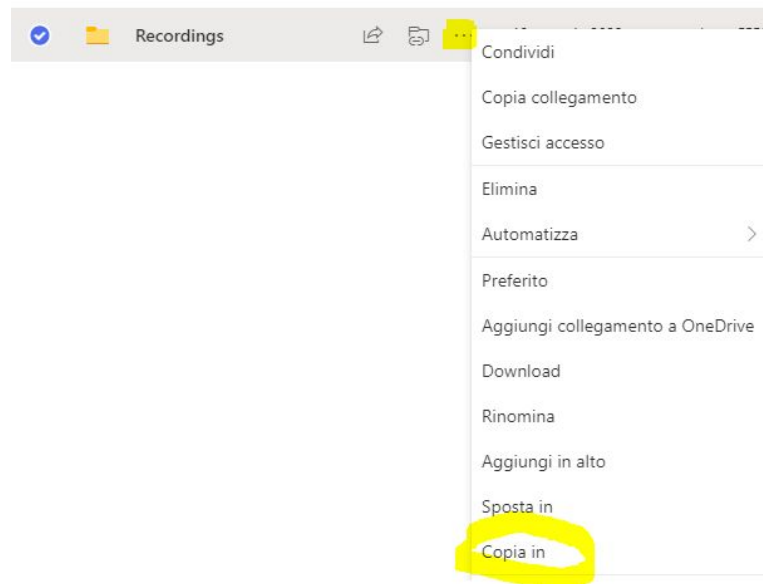 Recordings
Condividi
Copia collegamento
Gestisci accesso
Elimina
Automatizza
Preferito
Aggiungi collegamento a OneDrive
Download
Rinomina
Aggiungi in alto
Sposta in
Copia in